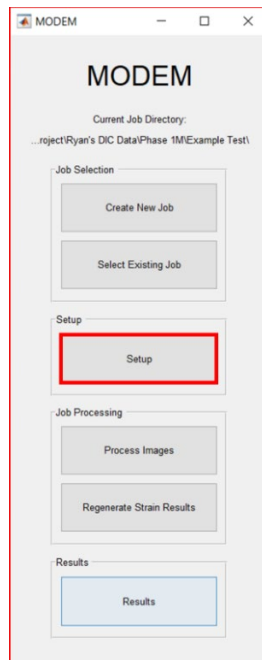 MODEM
MODEM
Current Job Directory:
...roject\Ryan's DIC Data\Phase 1M\Example Test\
Job Selection
Create New Job
Select Existing Job
Setup
Setup
Job Processing
Process Images
Regenerate Strain Results
Results
Results